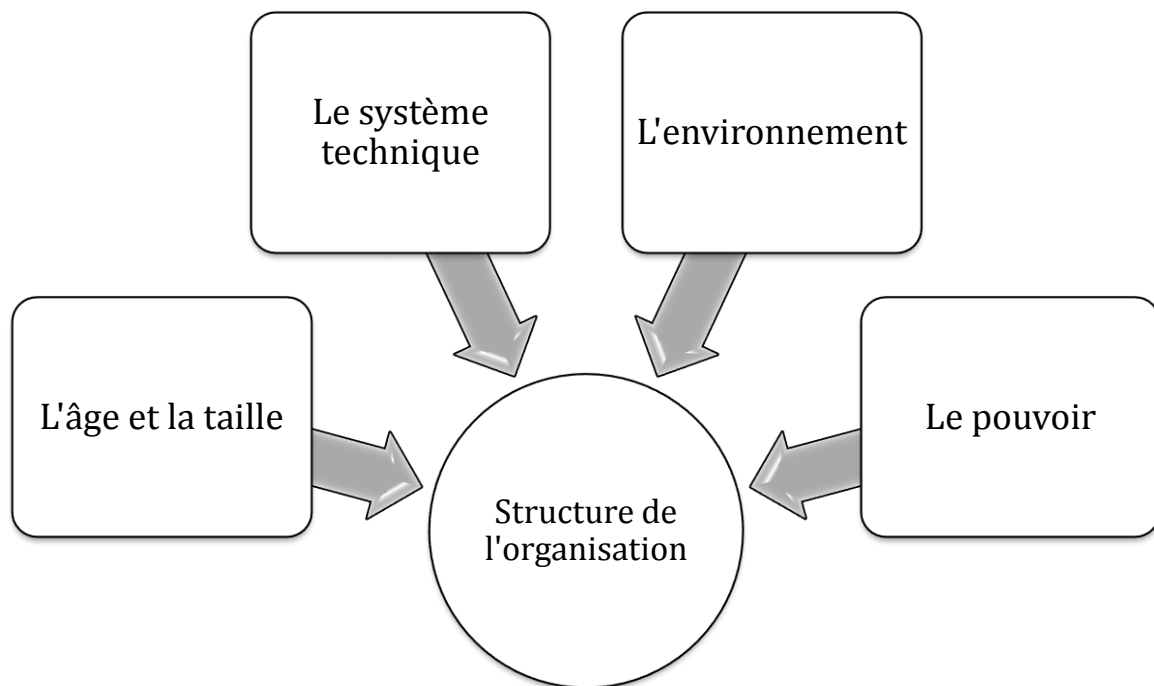 Le système
technique
L'environnement
L'âge et la taille
Le pouvoir
Structure de
l'organisation